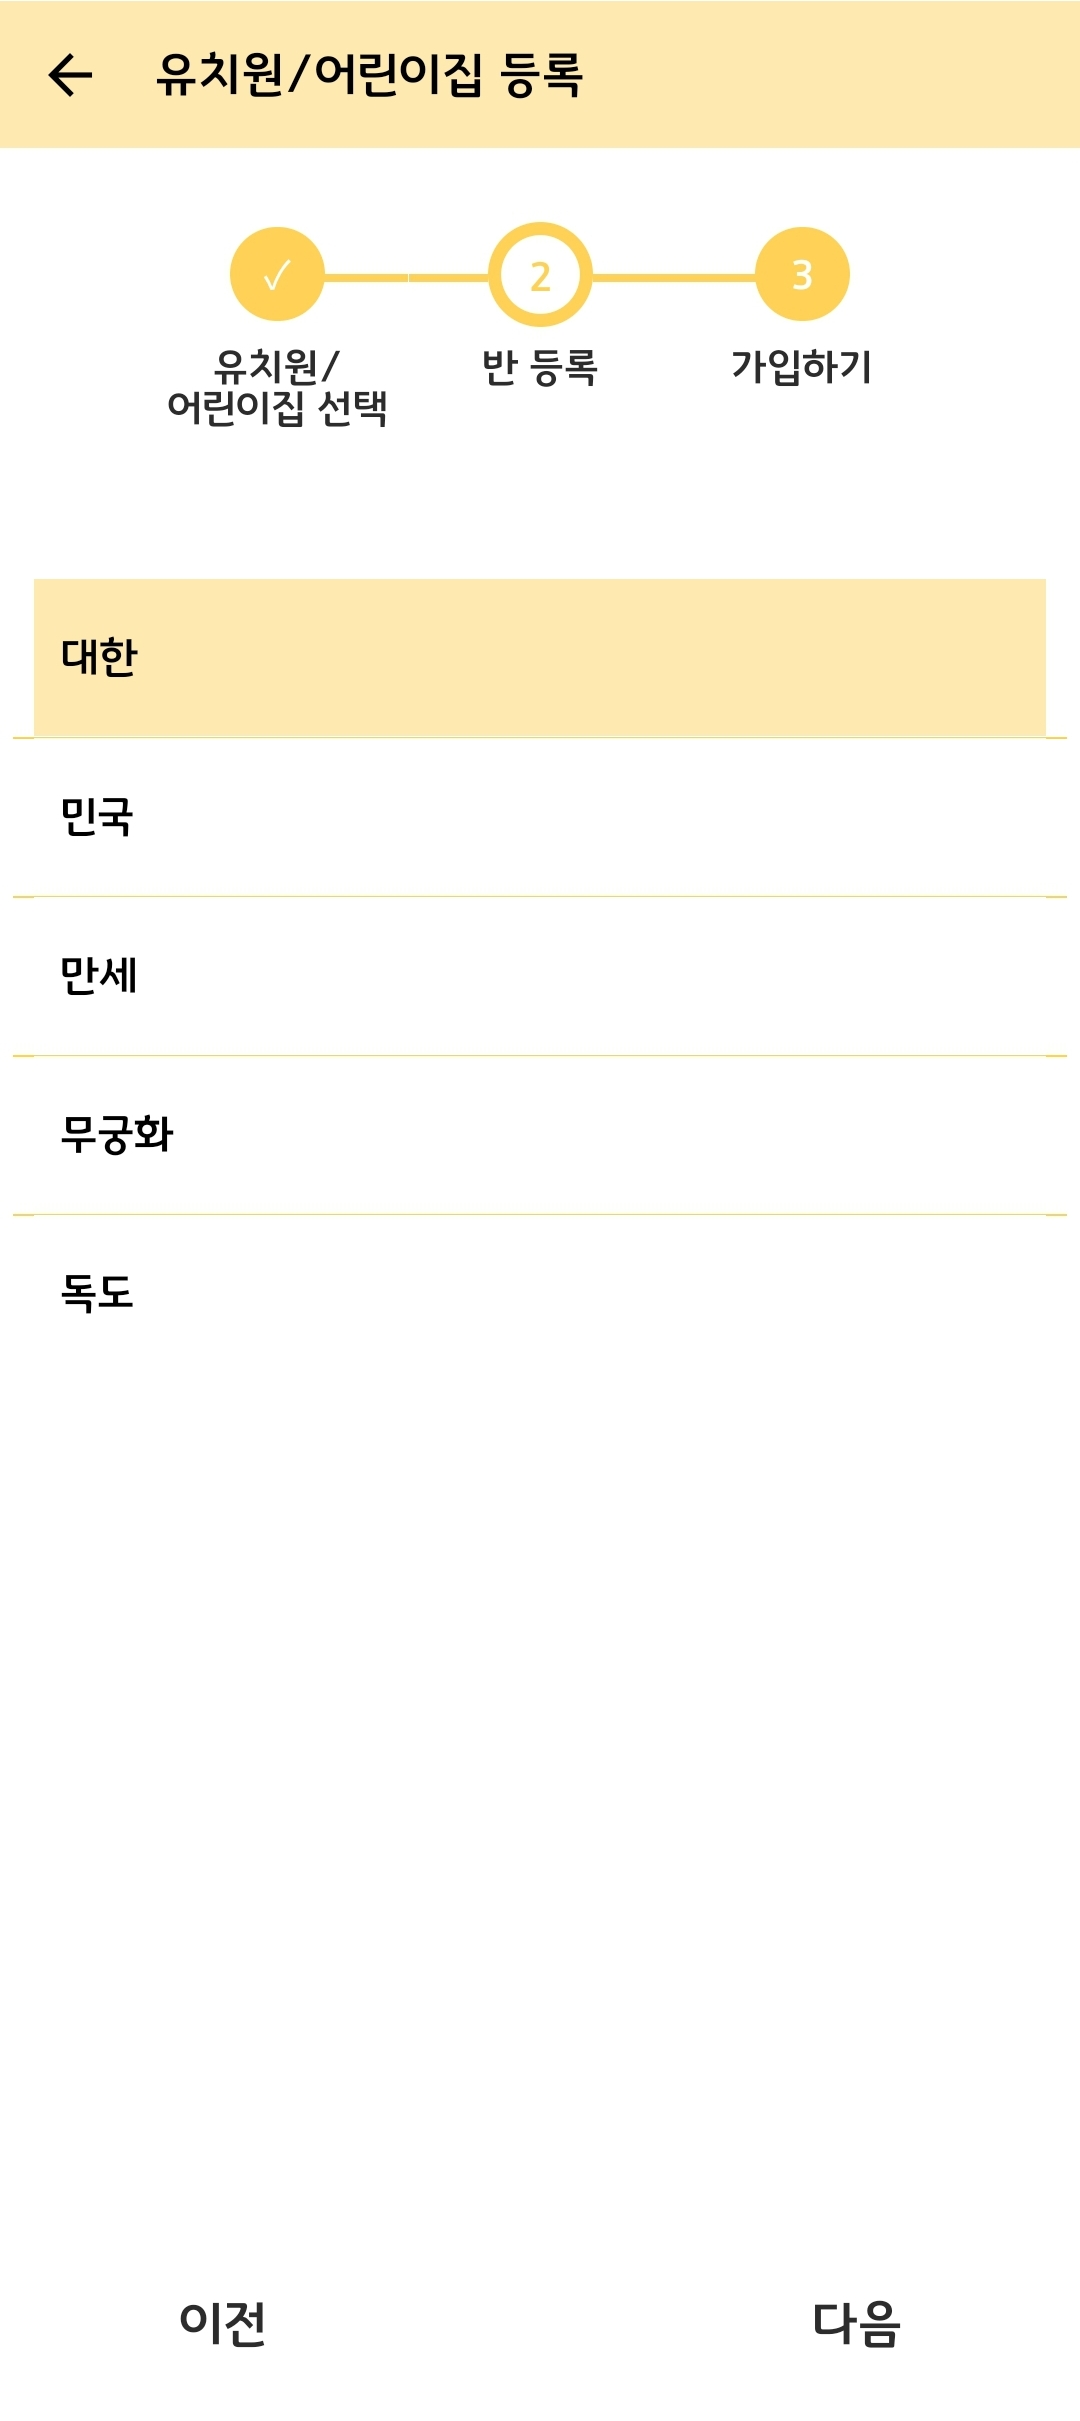 유치원/어린이집 등록
✓
2
3
유치원/
어린이집 선택
반 등록
가입하기
대한
민국
만세
무궁화
독도
이전
다음